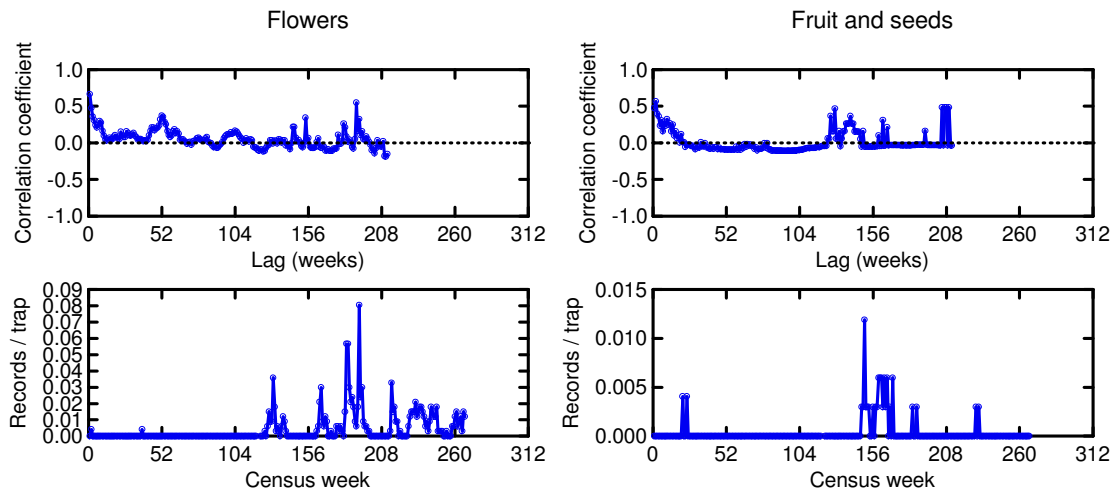 Flowers
Fruit and seeds
Correlation coefficient
1.0
0.5
0.0
-0.5
-1.0
0 52 104 156 208 260 312
Lag (weeks)
Correlation coefficient
1.0
0.5
0.0
-0.5
-1.0
0 52 104 156 208 260 312
Lag (weeks)
Records / trap
0.09
0.08
0.07
0.06
0.05
0.04
0.03
0.02
0.01
0.00
0 52 104 156 208 260 312
Census week
Records / trap
0.015
0.010
0.005
0.000
0 52 104 156 208 260 312
Census week